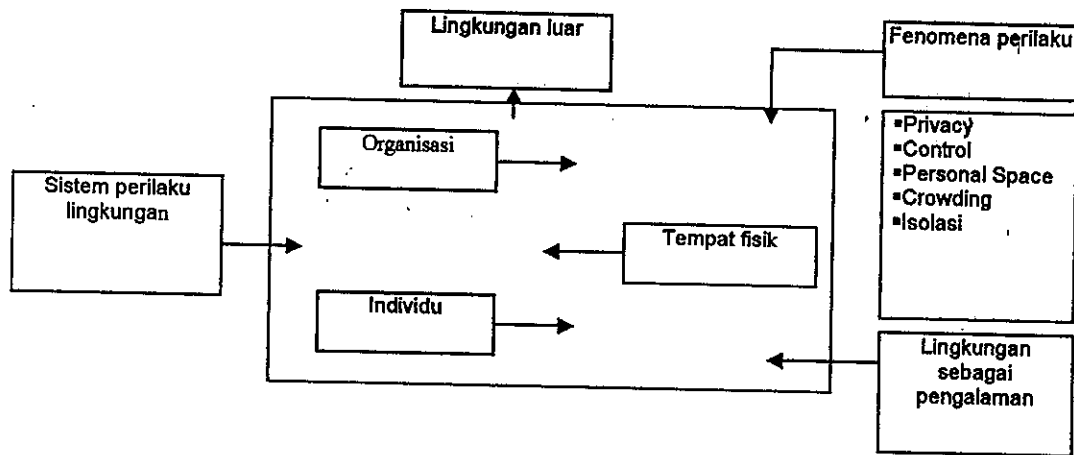 Lingkungan luar
Fenomena perilaku
Organisasi
▪Privacy
▪Control
▪Personal Space
▪Crowding
▪Isolasi
Sistem perilaku
lingkungan
Tempat fisik
Individu
Lingkungan
sebagai
pengalaman